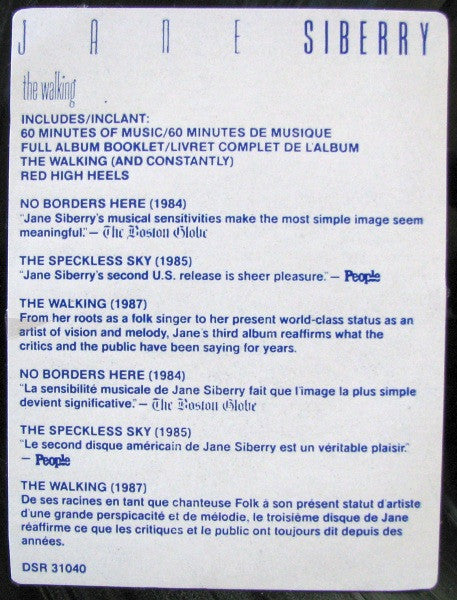 JANE SIBERRY
the walking
INCLUDES/INCLANT:
60 MINUTES OF MUSIC/60 MINUTES DE MUSIQUE
FULL ALBUM BOOKLET/LIVRET COMPLET DE L'ALBUM
THE WALKING (AND CONSTANTLY)
RED HIGH HEELS
NO BORDERS HERE (1984)
"Jane Siberry's musical sensitivities make the most simple image seem
meaningful." — The Boston Globe
THE SPECKLESS SKY (1985)
"Jane Siberry's second U.S. release is sheer pleasure." — People
THE WALKING (1987)
From her roots as a folk singer to her present world-class status as an
artist of vision and melody, Jane's third album reaffirms what the
critics and the public have been saying for years.
NO BORDERS HERE (1984)
"La sensibilité musicale de Jane Siberry fait que l'image la plus simple
devient significative." — The Boston Globe
THE SPECKLESS SKY (1985)
"Le second disque américain de Jane Siberry est un véritable plaisir."
— People
THE WALKING (1987)
De ses racines en tant que chanteuse Folk à son présent statut d'artiste
d'une grande perspicacité et de mélodie, le troisième disque de Jane
réaffirme ce que les critiques et le public ont toujours dit depuis des
années.
DSR 31040